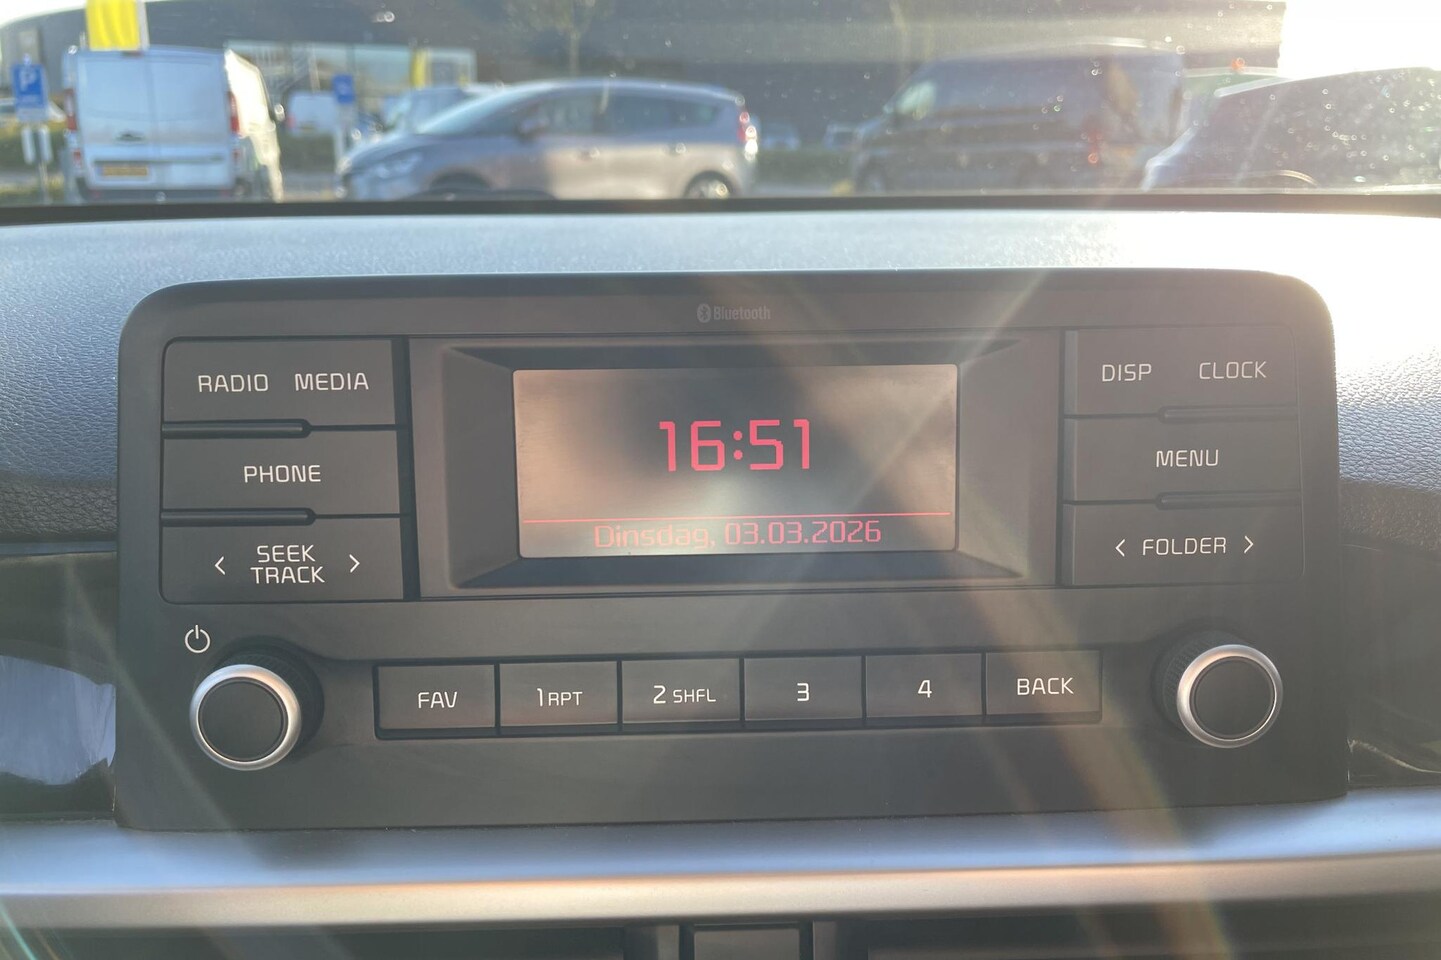 Bluetooth
RADIO MEDIA
DISP CLOCK
16:51
PHONE
MENU
Dinsdag, 03.03.2026
< SEEK TRACK >
< FOLDER >
FAV
1 RPT
2 SHFL
3
4
BACK